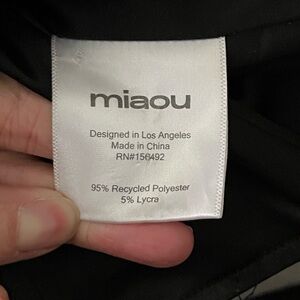 miaou
Designed in Los Angeles
Made in China
RN#156492
95% Recycled Polyester
5% Lycra